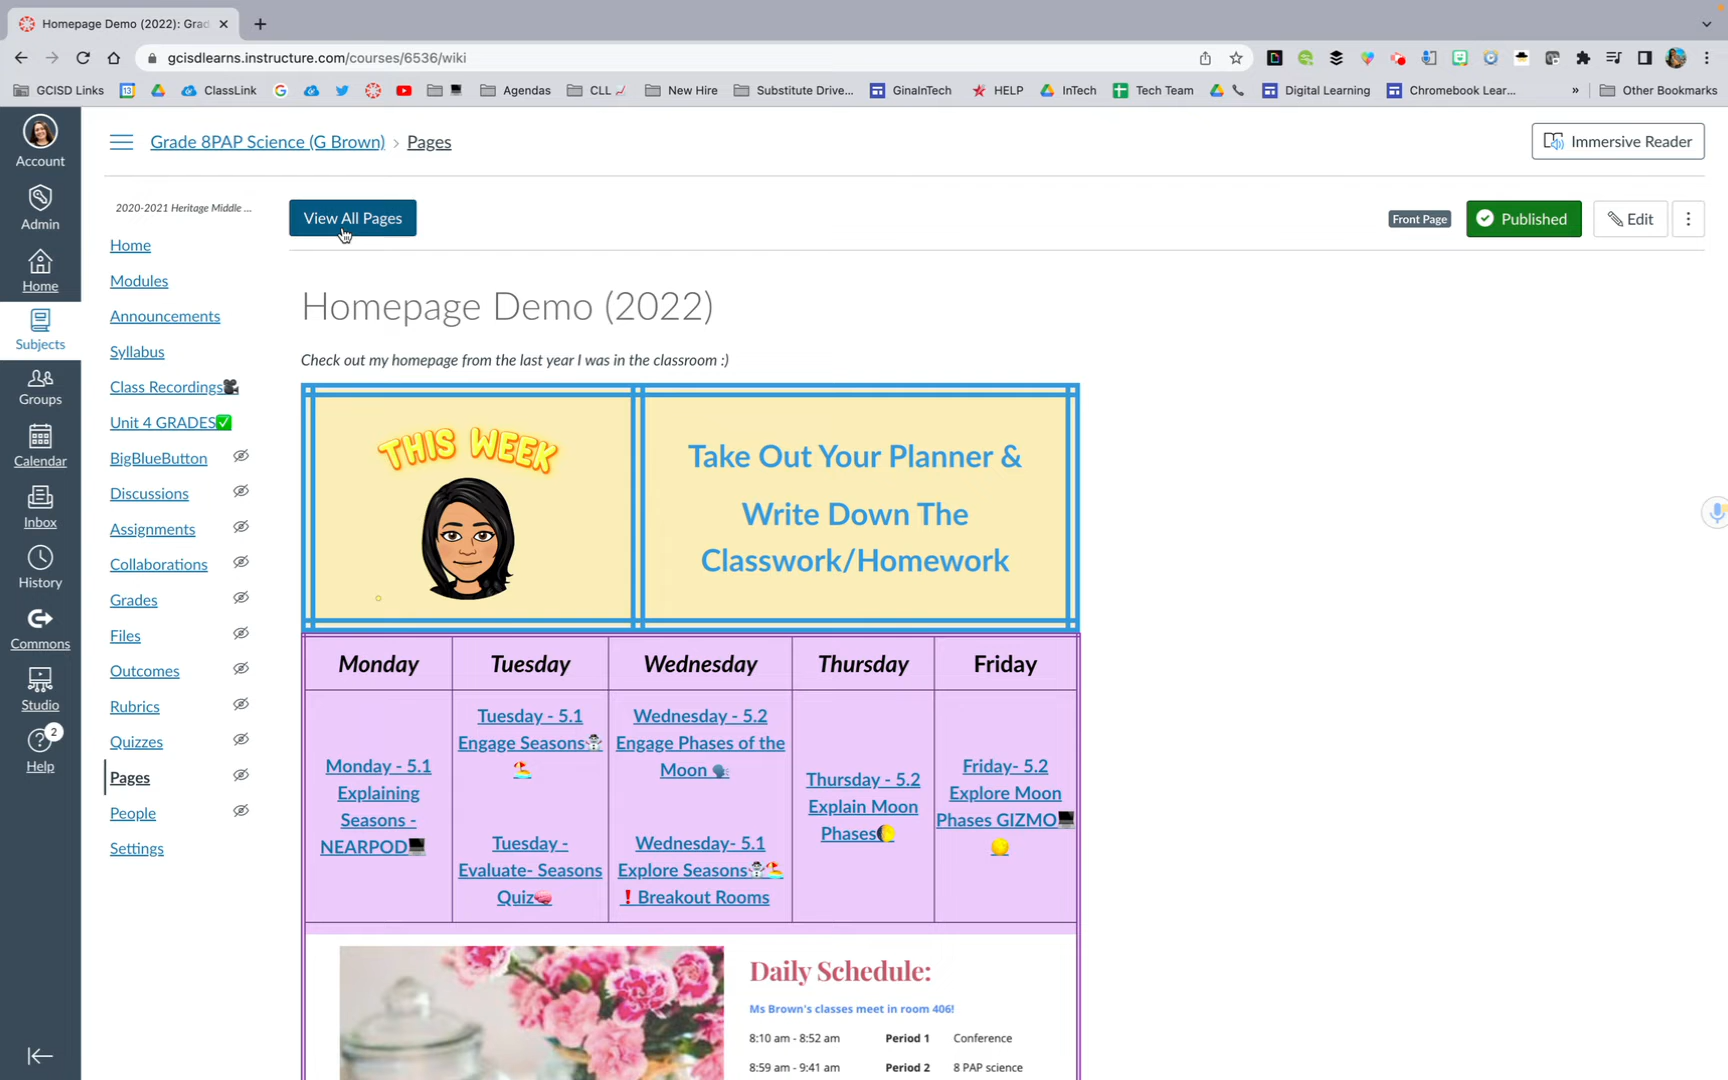 Homepage Demo (2022): Grad
gcisdlearns.instructure.com/courses/6536/wiki
GCISD Links
ClassLink
Agendas
CLL
New Hire
Substitute Drive...
GinaInTech
HELP
InTech
Tech Team
Digital Learning
Chromebook Lear...
»
Other Bookmarks
Account
Admin
Home
Subjects
Groups
Calendar
Inbox
History
Commons
Studio
2
Help
Grade 8PAP Science (G Brown) › Pages
Immersive Reader
2020-2021 Heritage Middle ...
Home
Modules
Announcements
Syllabus
Class Recordings🎥
Unit 4 GRADES✅
BigBlueButton
Discussions
Assignments
Collaborations
Grades
Files
Outcomes
Rubrics
Quizzes
Pages
People
Settings
View All Pages
Front Page
Published
Edit
Homepage Demo (2022)
Check out my homepage from the last year I was in the classroom :)
THIS WEEK
Take Out Your Planner &
Write Down The
Classwork/Homework
Monday
Tuesday
Wednesday
Thursday
Friday
Monday - 5.1
Explaining
Seasons -
NEARPOD💻
Tuesday - 5.1
Engage Seasons⛄
🏖
Tuesday -
Evaluate- Seasons
Quiz🧠
Wednesday - 5.2
Engage Phases of the
Moon 🗣
Wednesday- 5.1
Explore Seasons⛄🏖
❗Breakout Rooms
Thursday - 5.2
Explain Moon
Phases🌔
Friday- 5.2
Explore Moon
Phases GIZMO💻
🌕
Daily Schedule:
Ms Brown's classes meet in room 406!
8:10 am - 8:52 am Period 1 Conference
8:59 am - 9:41 am Period 2 8 PAP science